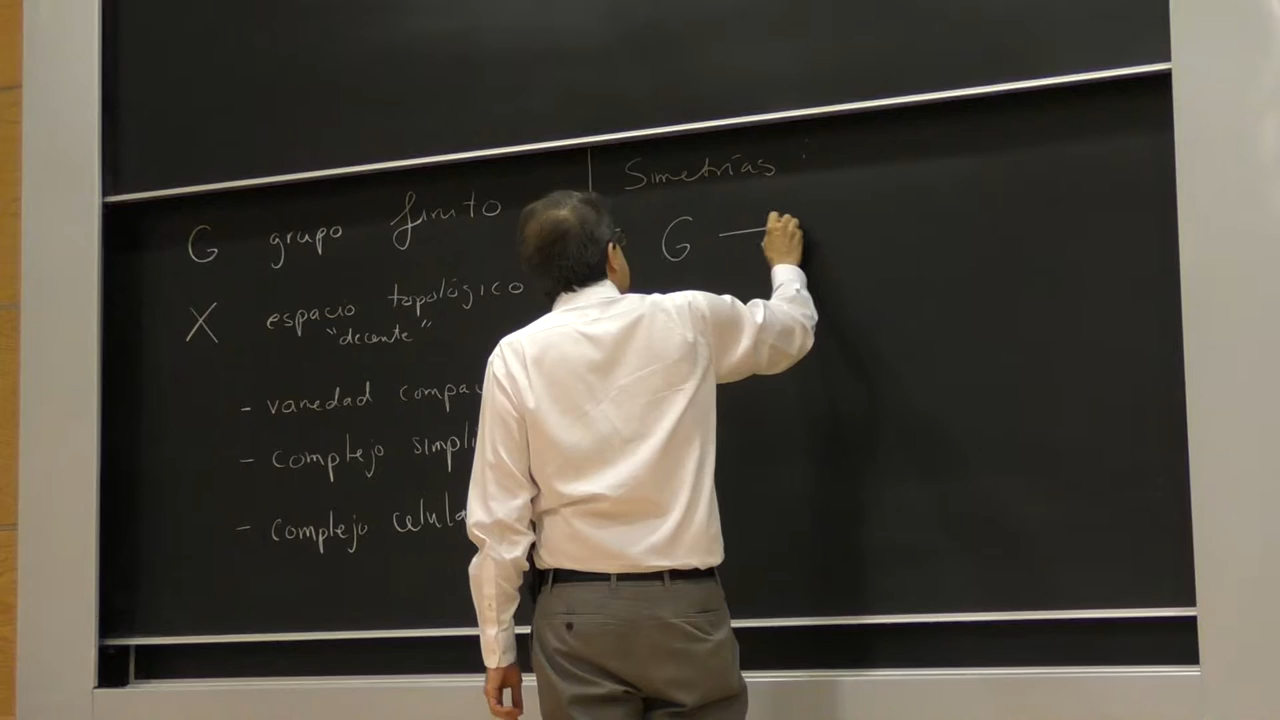 G grupo finito
X espacio topológico
"decente"
- variedad
- complejo
- complejo
Simetrías :
G —